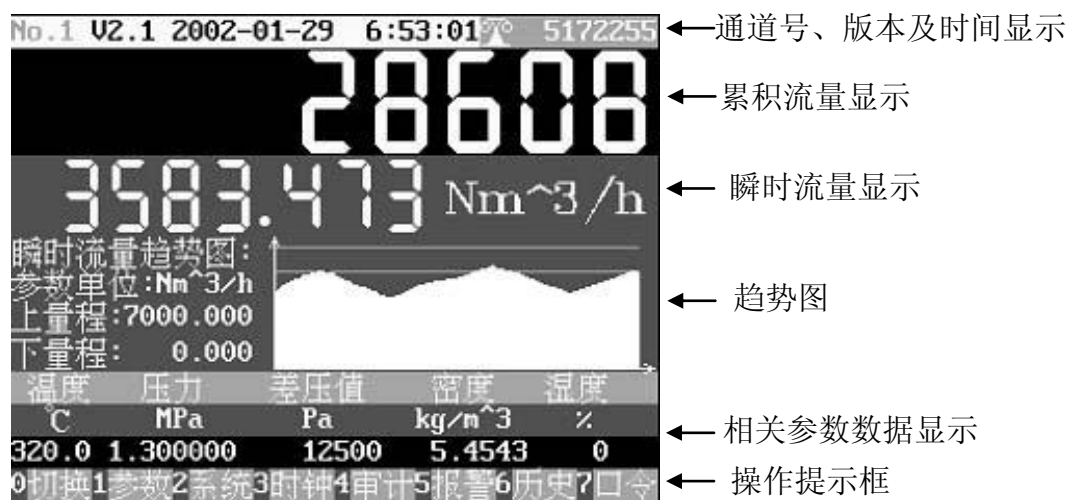 No.1 V2.1 2002-01-29 6:53:01 5172255
通道号、版本及时间显示
28608
累积流量显示
3583.473 Nm^3/h
瞬时流量显示
瞬时流量趋势图:
参数单位:Nm^3/h
上量程:7000.000
下量程: 0.000
趋势图
温度 压力 差压值 密度 湿度
℃ MPa Pa kg/m^3 %
320.0 1.300000 12500 5.4543 0
相关参数数据显示
0切换1参数2系统3时钟4审计5报警6历史7口令
操作提示框